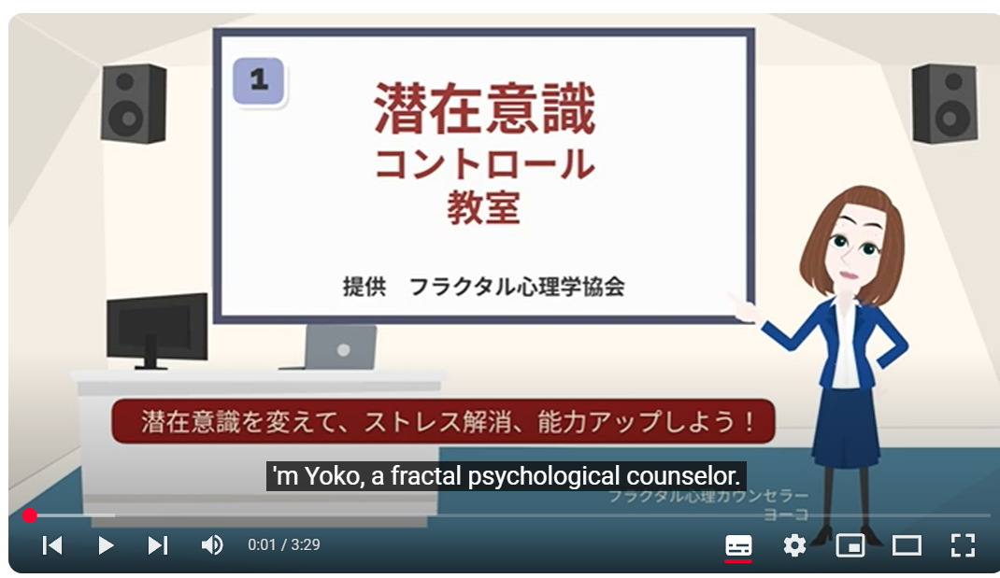 1
潜在意識
コントロール
教室
提供 フラクタル心理学協会
潜在意識を変えて、ストレス解消、能力アップしよう!
'm Yoko, a fractal psychological counselor.
フラクタル心理カウンセラー
ヨーコ
0:01 / 3:29